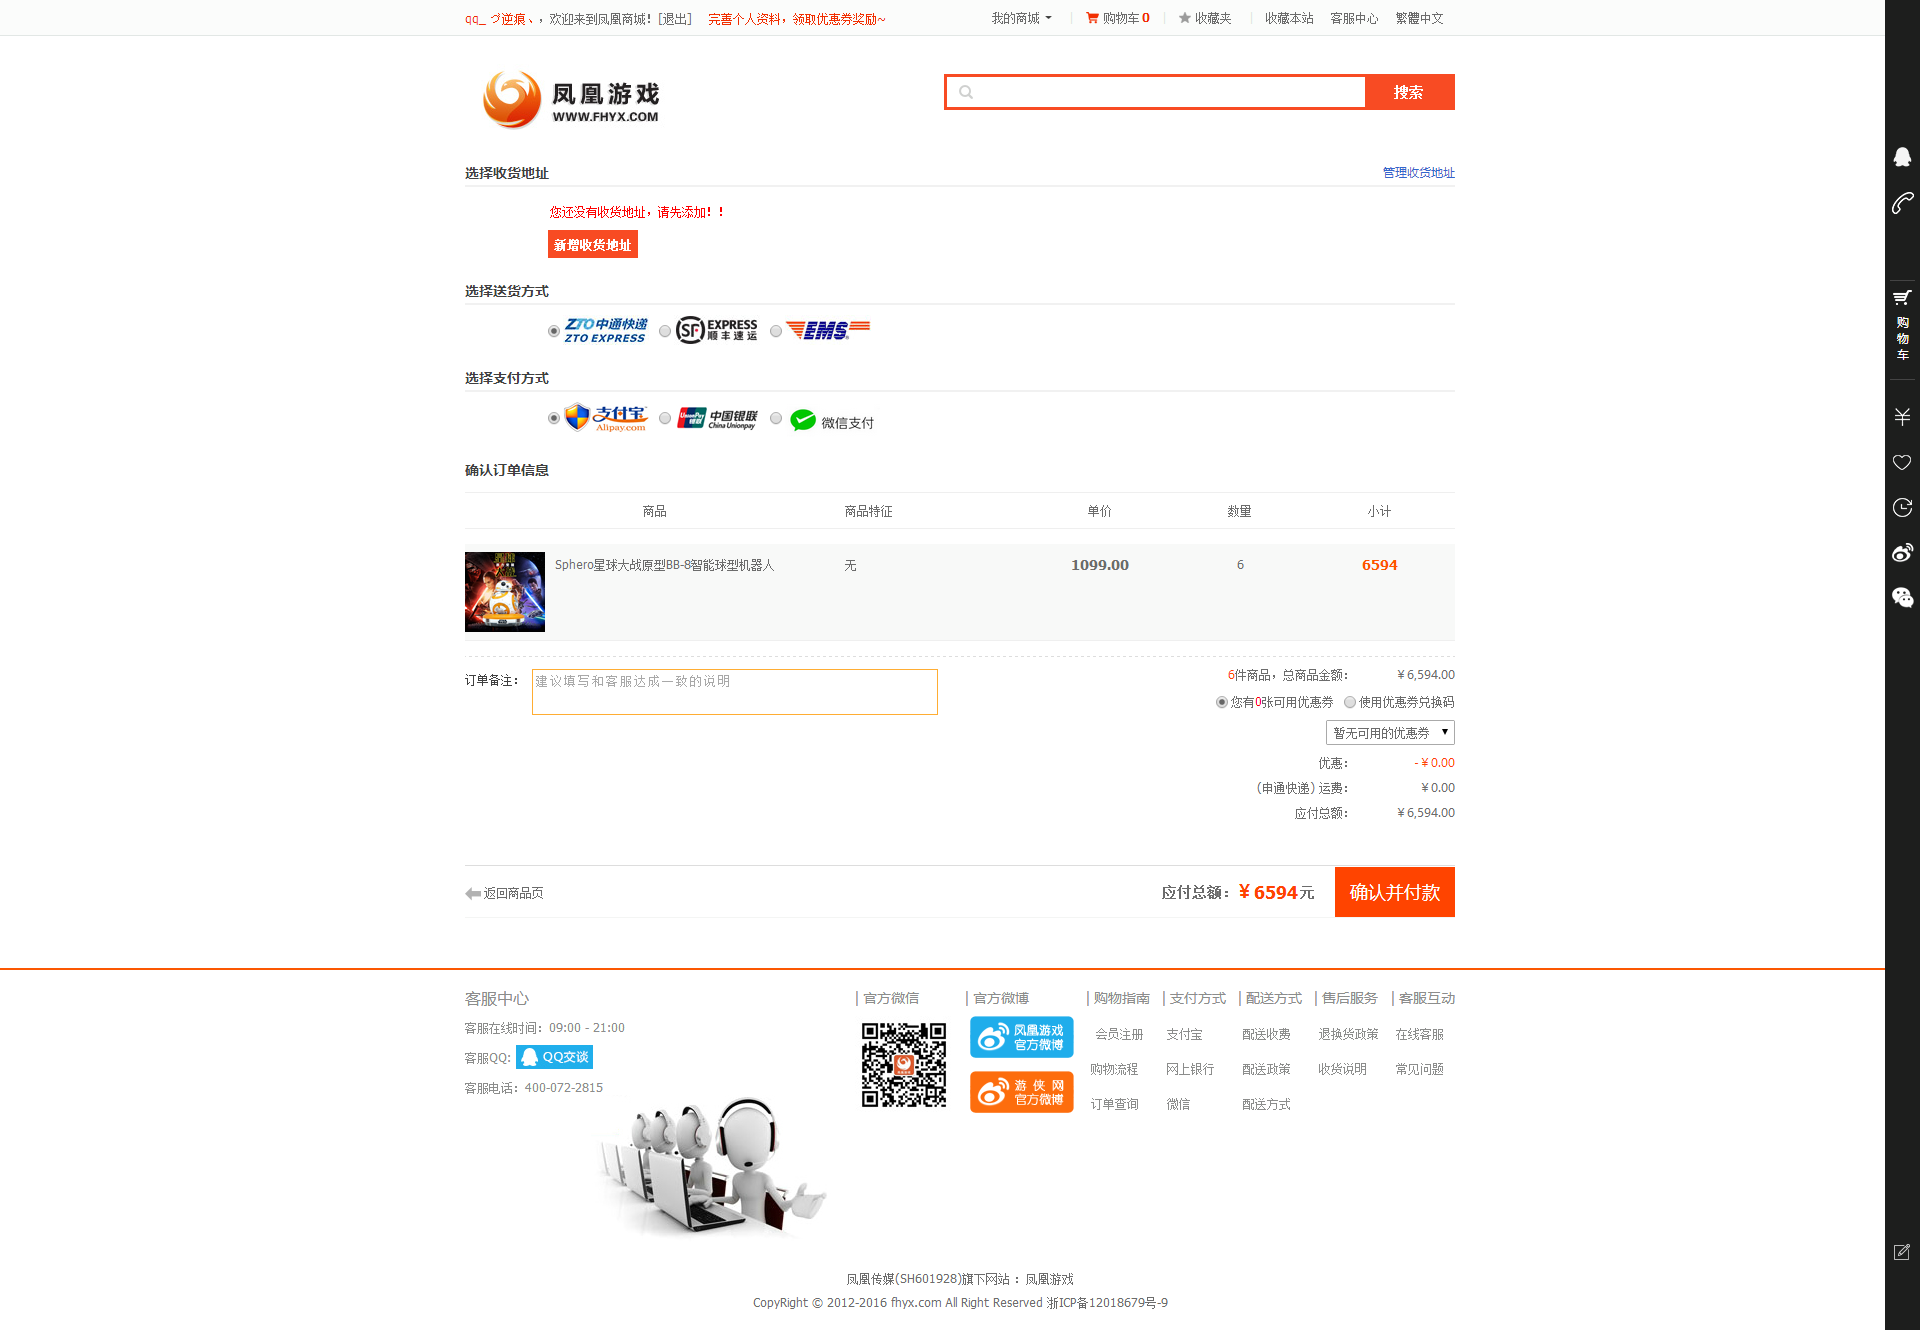 qq_ づ逆痕、, 欢迎来到凤凰商城! [退出] 完善个人资料，领取优惠券奖励~ 我的商城 购物车 0 收藏夹 收藏本站 客服中心 繁體中文
凤凰游戏
WWW.FHYX.COM
搜索
选择收货地址 管理收货地址
您还没有收货地址，请先添加！！
新增收货地址
选择送货方式
ZTO中通快递
ZTO EXPRESS
SF EXPRESS
顺丰速运
EMS
选择支付方式
支付宝
Alipay.com
UnionPay
银联
中国银联
China Unionpay
微信支付
确认订单信息
商品 商品特征 单价 数量 小计
Sphero星球大战原型BB-8智能球型机器人 无 1099.00 6 6594
订单备注： 建议填写和客服达成一致的说明
6件商品，总商品金额： ¥6,594.00
您有0张可用优惠券 使用优惠券兑换码
暂无可用的优惠券
优惠： -¥0.00
(申通快递) 运费： ¥0.00
应付总额： ¥6,594.00
返回商品页 应付总额：¥6594元 确认并付款
购
物
车
客服中心
客服在线时间：09:00 - 21:00
客服QQ: QQ交谈
客服电话：400-072-2815
官方微信
官方微博
凤凰游戏
官方微博
游侠网
官方微博
购物指南 支付方式 配送方式 售后服务 客服互动
会员注册 支付宝 配送收费 退换货政策 在线客服
购物流程 网上银行 配送政策 收货说明 常见问题
订单查询 微信 配送方式
凤凰传媒(SH601928)旗下网站 ： 凤凰游戏
CopyRight © 2012-2016 fhyx.com All Right Reserved 浙ICP备12018679号-9